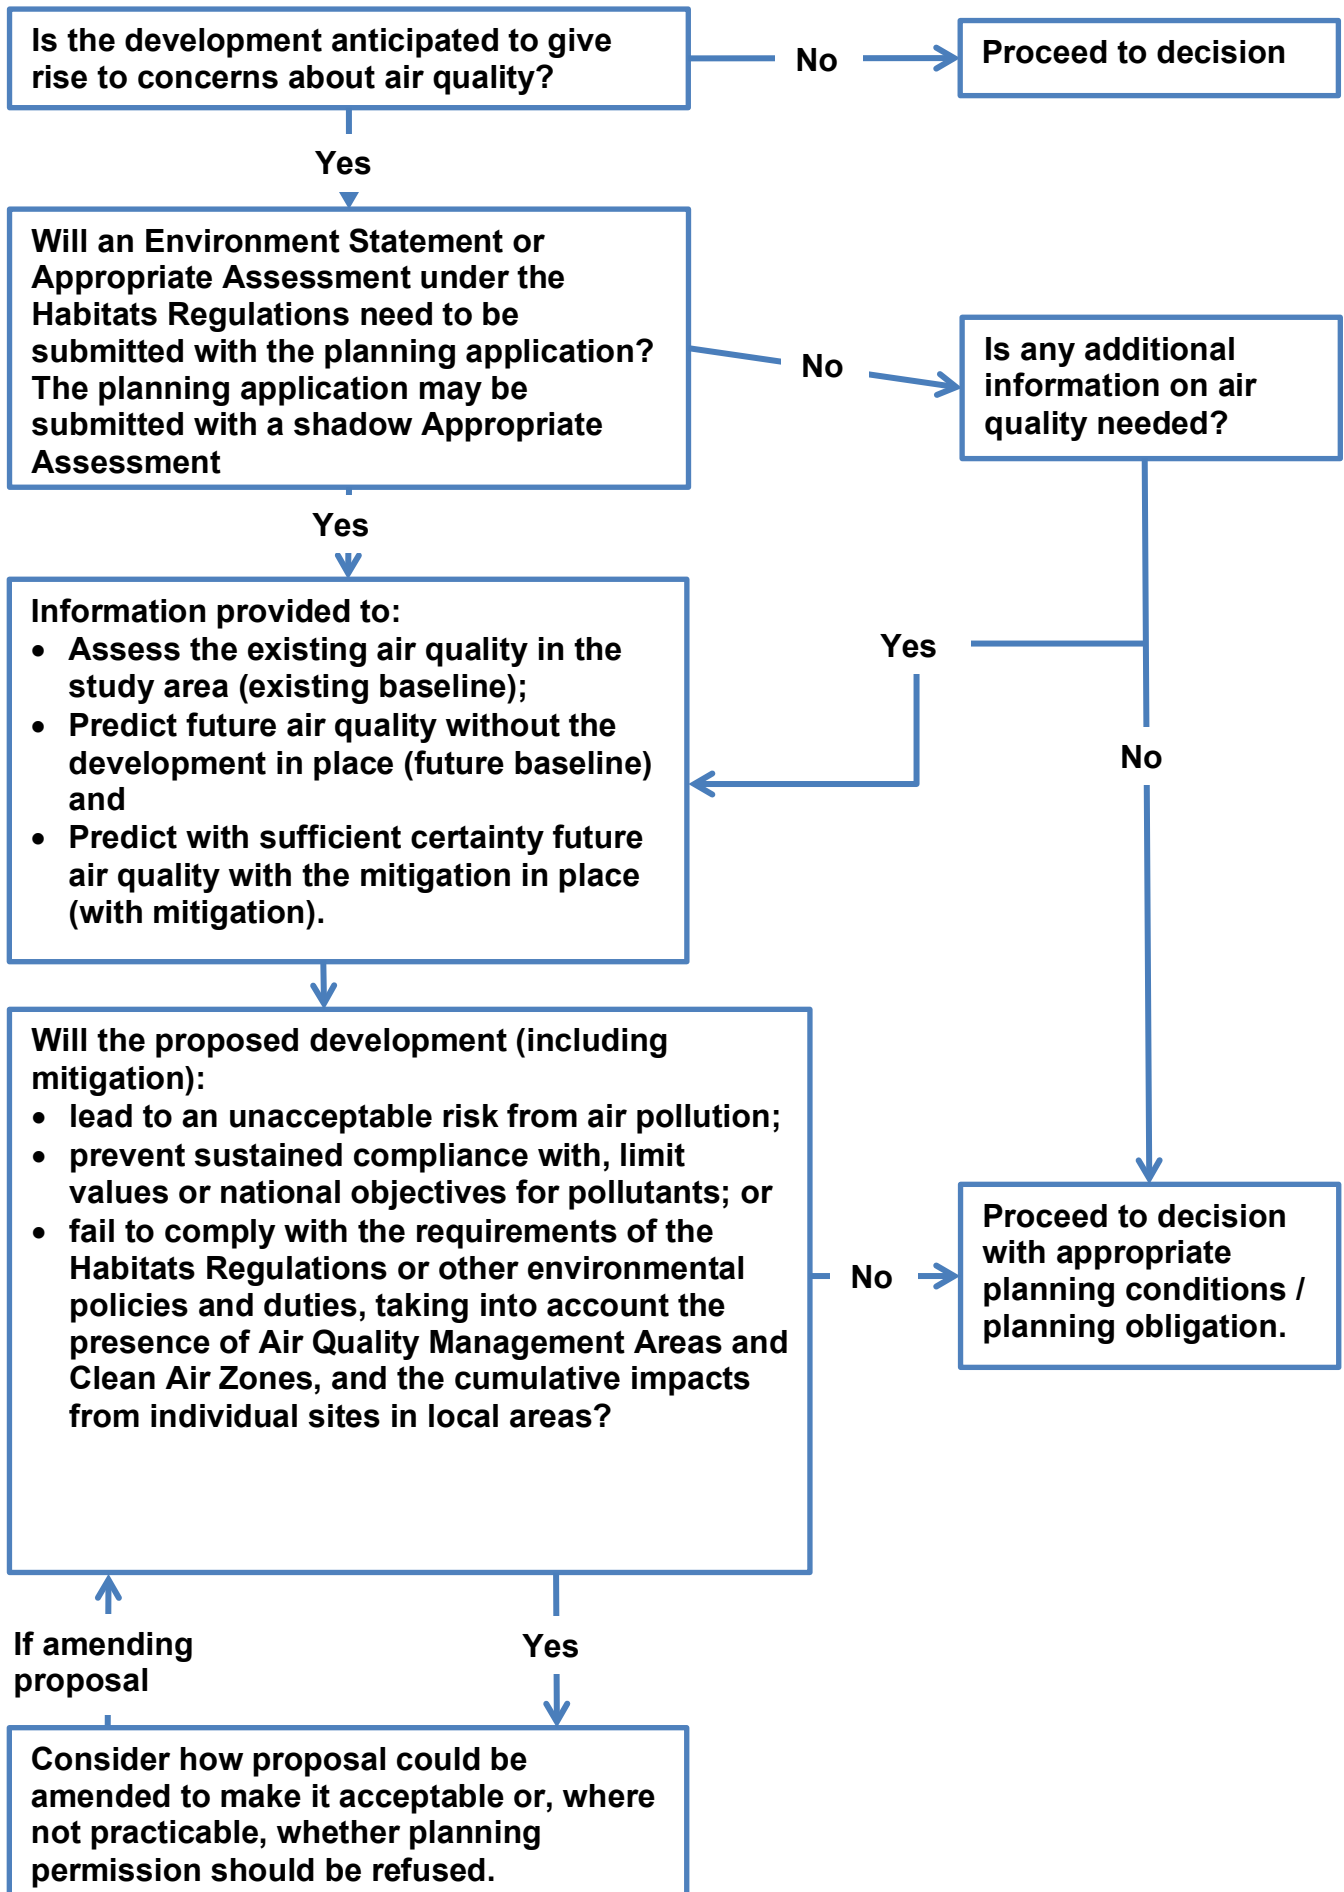 Is the development anticipated to give
rise to concerns about air quality?
No
Proceed to decision
Yes
Will an Environment Statement or
Appropriate Assessment under the
Habitats Regulations need to be
submitted with the planning application?
The planning application may be
submitted with a shadow Appropriate
Assessment
No
Is any additional
information on air
quality needed?
Yes
Information provided to:
• Assess the existing air quality in the
study area (existing baseline);
• Predict future air quality without the
development in place (future baseline)
and
• Predict with sufficient certainty future
air quality with the mitigation in place
(with mitigation).
Yes
No
Will the proposed development (including
mitigation):
• lead to an unacceptable risk from air pollution;
• prevent sustained compliance with, limit
values or national objectives for pollutants; or
• fail to comply with the requirements of the
Habitats Regulations or other environmental
policies and duties, taking into account the
presence of Air Quality Management Areas and
Clean Air Zones, and the cumulative impacts
from individual sites in local areas?
No
Proceed to decision
with appropriate
planning conditions /
planning obligation.
If amending
proposal
Yes
Consider how proposal could be
amended to make it acceptable or, where
not practicable, whether planning
permission should be refused.